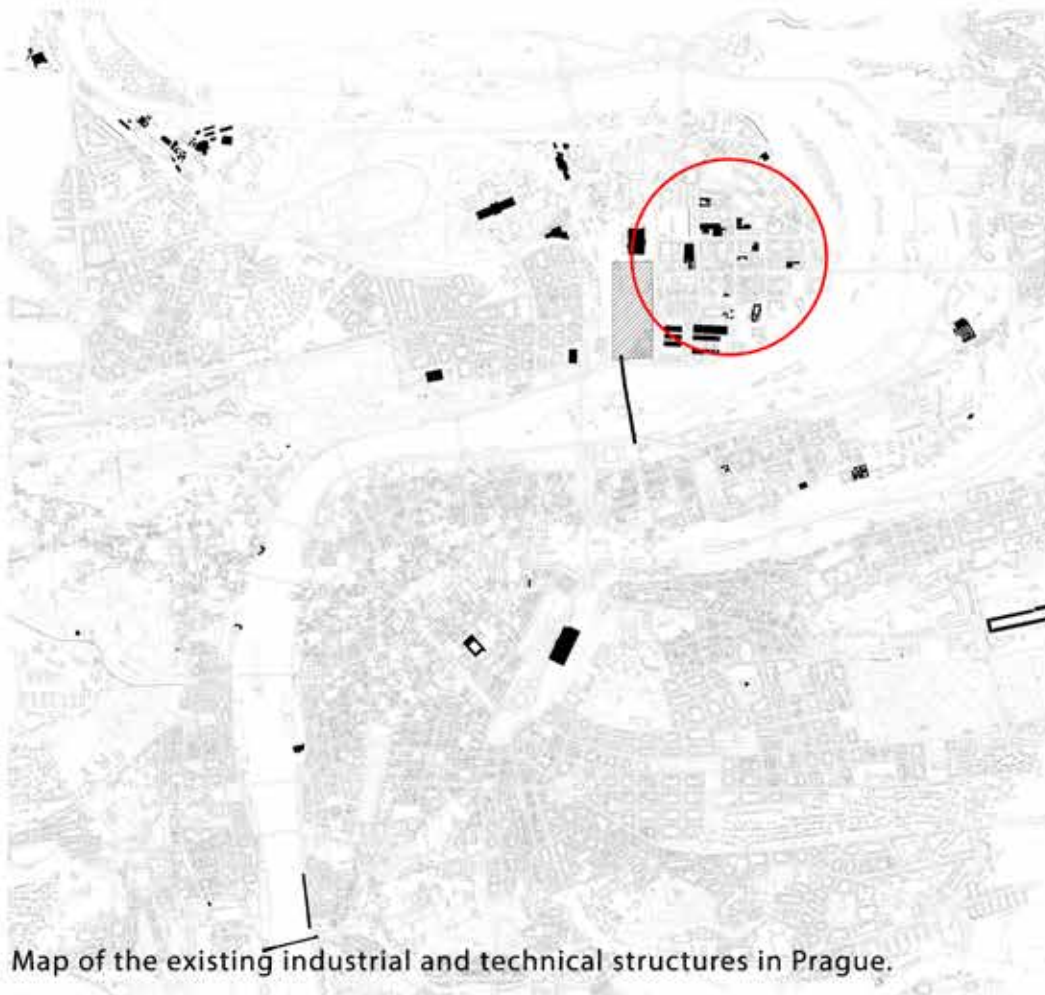 Map of the existing industrial and technical structures in Prague.